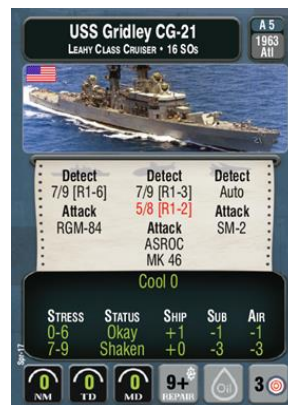 USS Gridley CG-21
Leahy Class Cruiser • 16 SOs
A 5
1963
Atl
Detect Detect Detect
7/9 [R1-6] 7/9 [R1-3] Auto
Attack 5/8 [R1-2] Attack
RGM-84 Attack SM-2
ASROC
MK 46
Cool 0
Stress Status Ship Sub Air
0-6 Okay +1 -1 -1
7-9 Shaken +0 -3 -3
Spr-17
0 0 0 9+ Oil 3
NM TD MD REPAIR